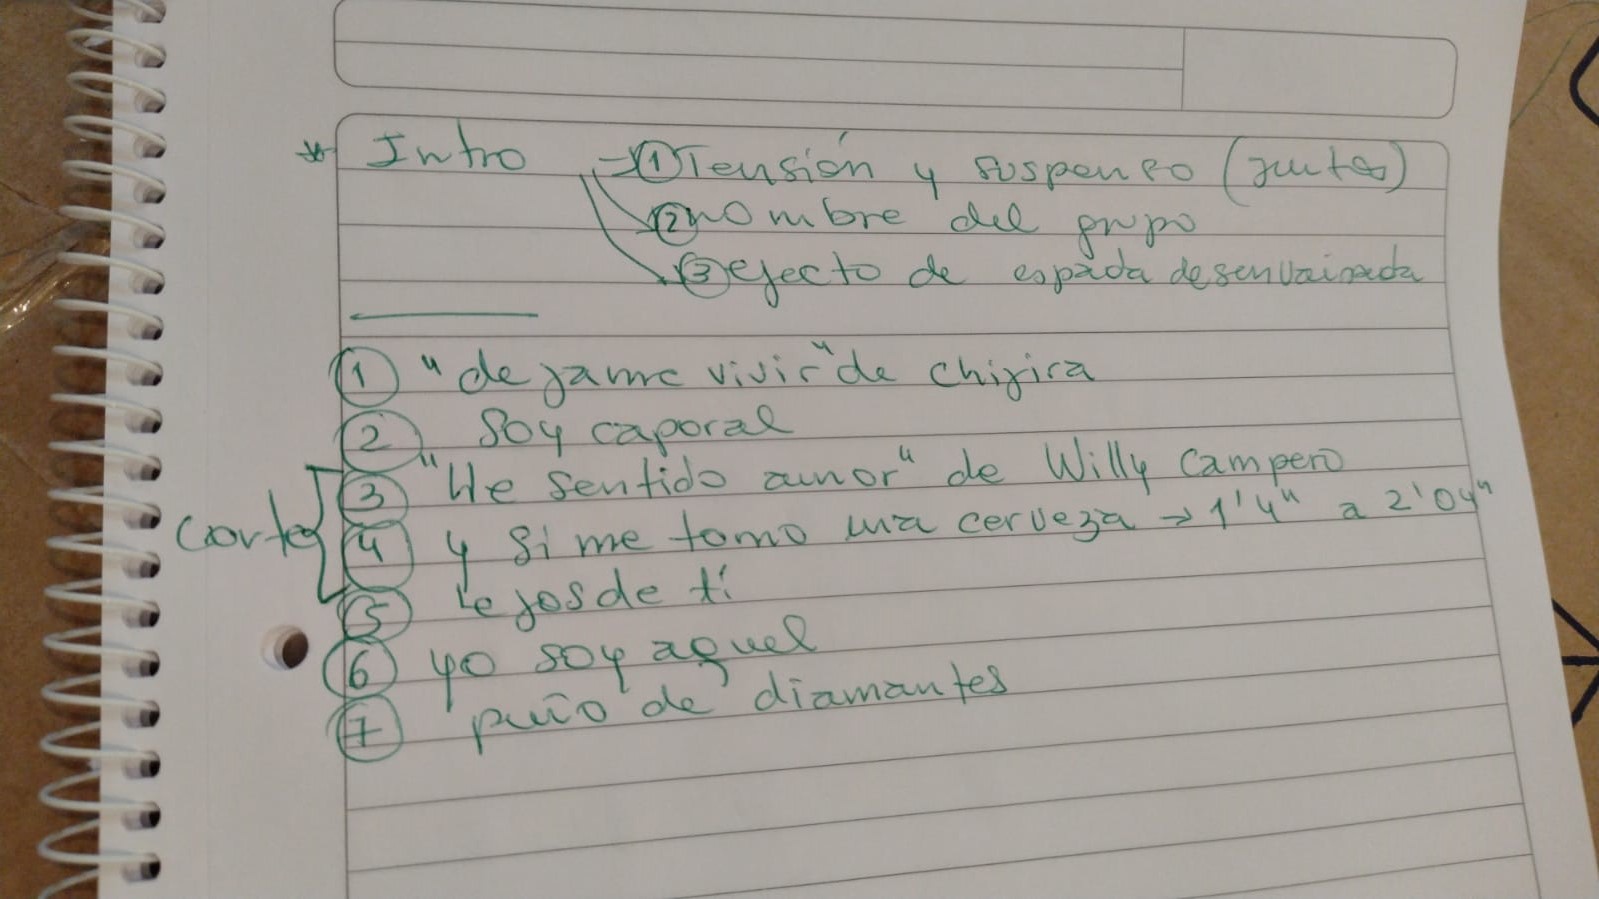 * Intro → ① Tensión y suspenso (juntos)
② nombre del grupo
③ efecto de espada desenvainada
① "dejame vivir" de chijira
② Soy caporal
③ "He sentido amor" de Willy Campero
cortes ④ y si me tomo una cerveza → 1'4" a 2'04"
⑤ Lejos de ti
⑥ yo soy aquel
⑦ puño de diamantes